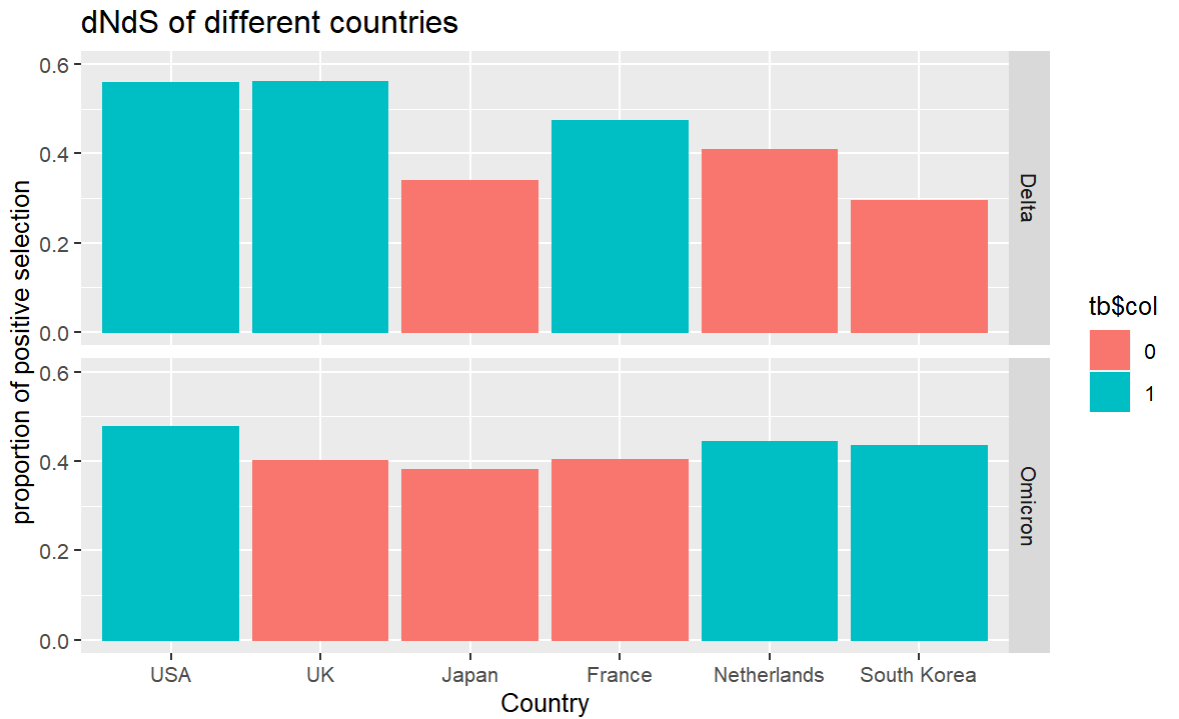 dNdS of different countries
proportion of positive selection
0.6
0.4
0.2
0.0
Delta
0.6
0.4
0.2
0.0
Omicron
USA UK Japan France Netherlands South Korea
Country
tb$col
0
1